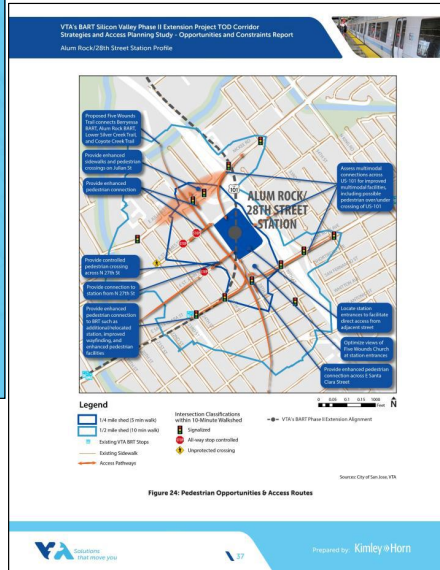 VTA's BART Silicon Valley Phase II Extension Project TOD Corridor
Strategies and Access Planning Study - Opportunities and Constraints Report
Alum Rock/28th Street Station Profile
Proposed Five Wounds
Trail connects Berryessa
BART, Alum Rock BART,
Lower Silver Creek Trail,
and Coyote Creek Trail
Provide enhanced
sidewalks and pedestrian
crossings on Julian St
Provide enhanced
pedestrian connection
Provide controlled
pedestrian crossing
across N 27th St
Provide connection to
station from N 27th St
Provide enhanced
pedestrian connection
to BRT such as
additional/relocated
station, improved
wayfinding, and
enhanced pedestrian
facilities
101
ALUM ROCK/
28TH STREET
STATION
Assess multimodal
connections across
US-101 for improved
multimodal facilities,
including possible
pedestrian over/under
crossing of US-101
Locate station
entrances to facilitate
direct access from
adjacent street
Optimize views of
Five Wounds Church
at station entrances
Provide enhanced pedestrian
connection across E Santa
Clara Street
Legend
1/4 mile shed (5 min walk)
1/2 mile shed (10 min walk)
Existing VTA BRT Stops
Existing Sidewalk
Access Pathways
Intersection Classifications
within 10-Minute Walkshed
Signalized
All-way stop controlled
Unprotected crossing
VTA's BART Phase II Extension Alignment
Feet
N
Sources: City of San Jose, VTA
Figure 24: Pedestrian Opportunities & Access Routes
VTA
Solutions
that move you
37
Prepared by: Kimley»Horn